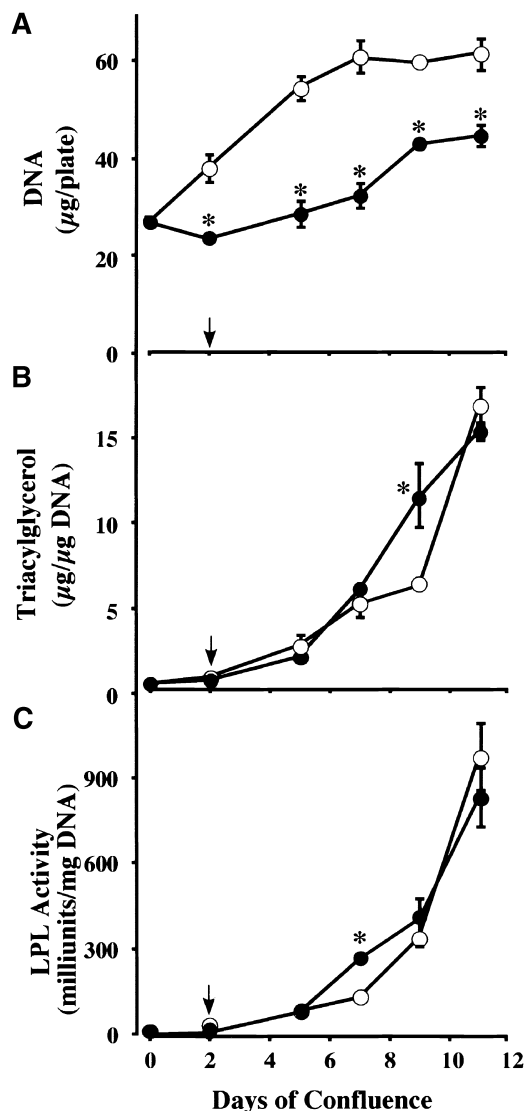 A
60
40
20
0
DNA
(µg/plate)
*
*
*
*
*
B
15
10
5
0
Triacylglycerol
(µg/µg DNA)
*
C
900
600
300
0
LPL Activity
(milliunits/mg DNA)
*
0 2 4 6 8 10 12
Days of Confluence